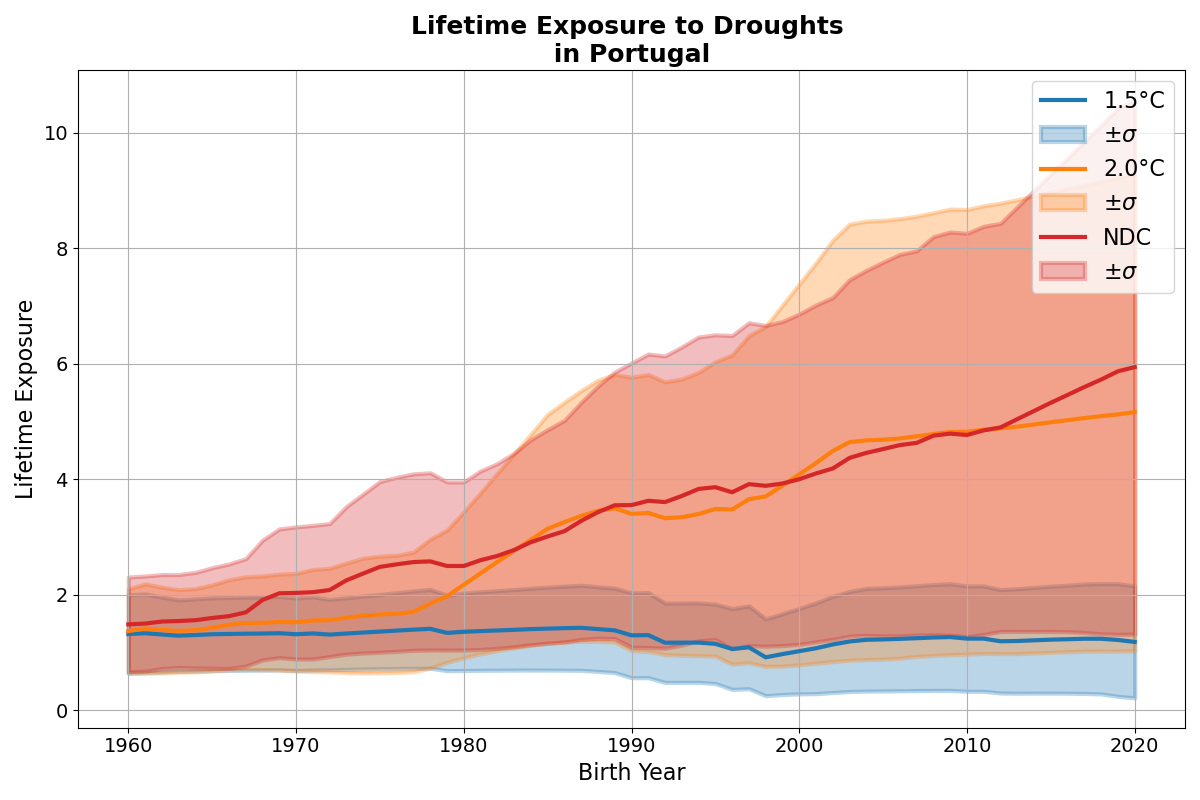 Lifetime Exposure to Droughts
in Portugal
Lifetime Exposure
10
8
6
4
2
0
1960 1970 1980 1990 2000 2010 2020
Birth Year
1.5°C
±σ
2.0°C
±σ
NDC
±σ